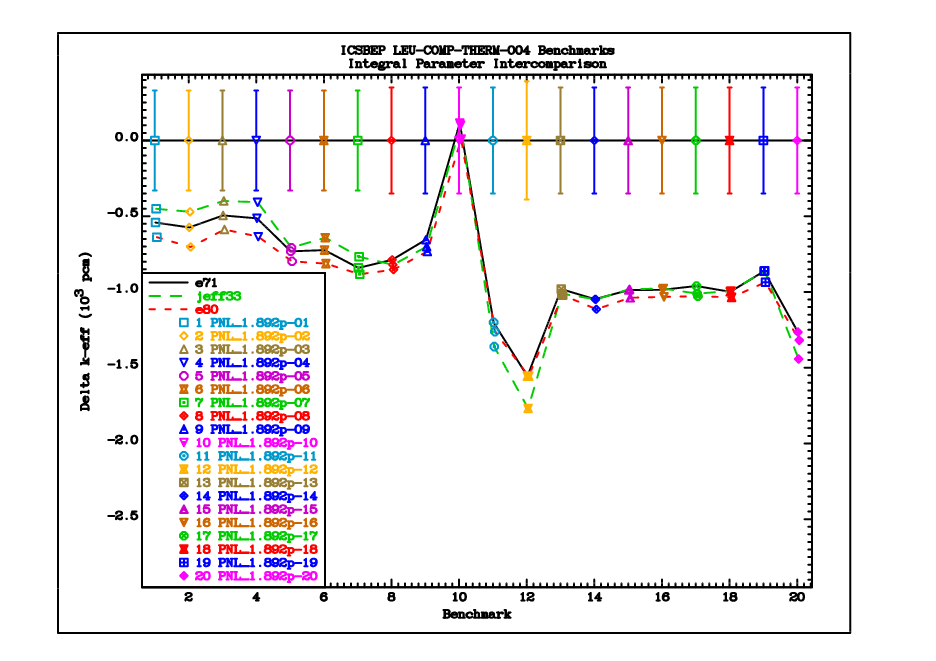 ICSBEP LEU-COMP-THERM-004 Benchmarks
Integral Parameter Intercomparison
0.0
-0.5
-1.0
-1.5
-2.0
-2.5
Delta k-eff (10^3 pcm)
e71
jeff33
e80
1 PNL_1.892p-01
2 PNL_1.892p-02
3 PNL_1.892p-03
4 PNL_1.892p-04
5 PNL_1.892p-05
6 PNL_1.892p-06
7 PNL_1.892p-07
8 PNL_1.892p-08
9 PNL_1.892p-09
10 PNL_1.892p-10
11 PNL_1.892p-11
12 PNL_1.892p-12
13 PNL_1.892p-13
14 PNL_1.892p-14
15 PNL_1.892p-15
16 PNL_1.892p-16
17 PNL_1.892p-17
18 PNL_1.892p-18
19 PNL_1.892p-19
20 PNL_1.892p-20
2 4 6 8 10 12 14 16 18 20
Benchmark